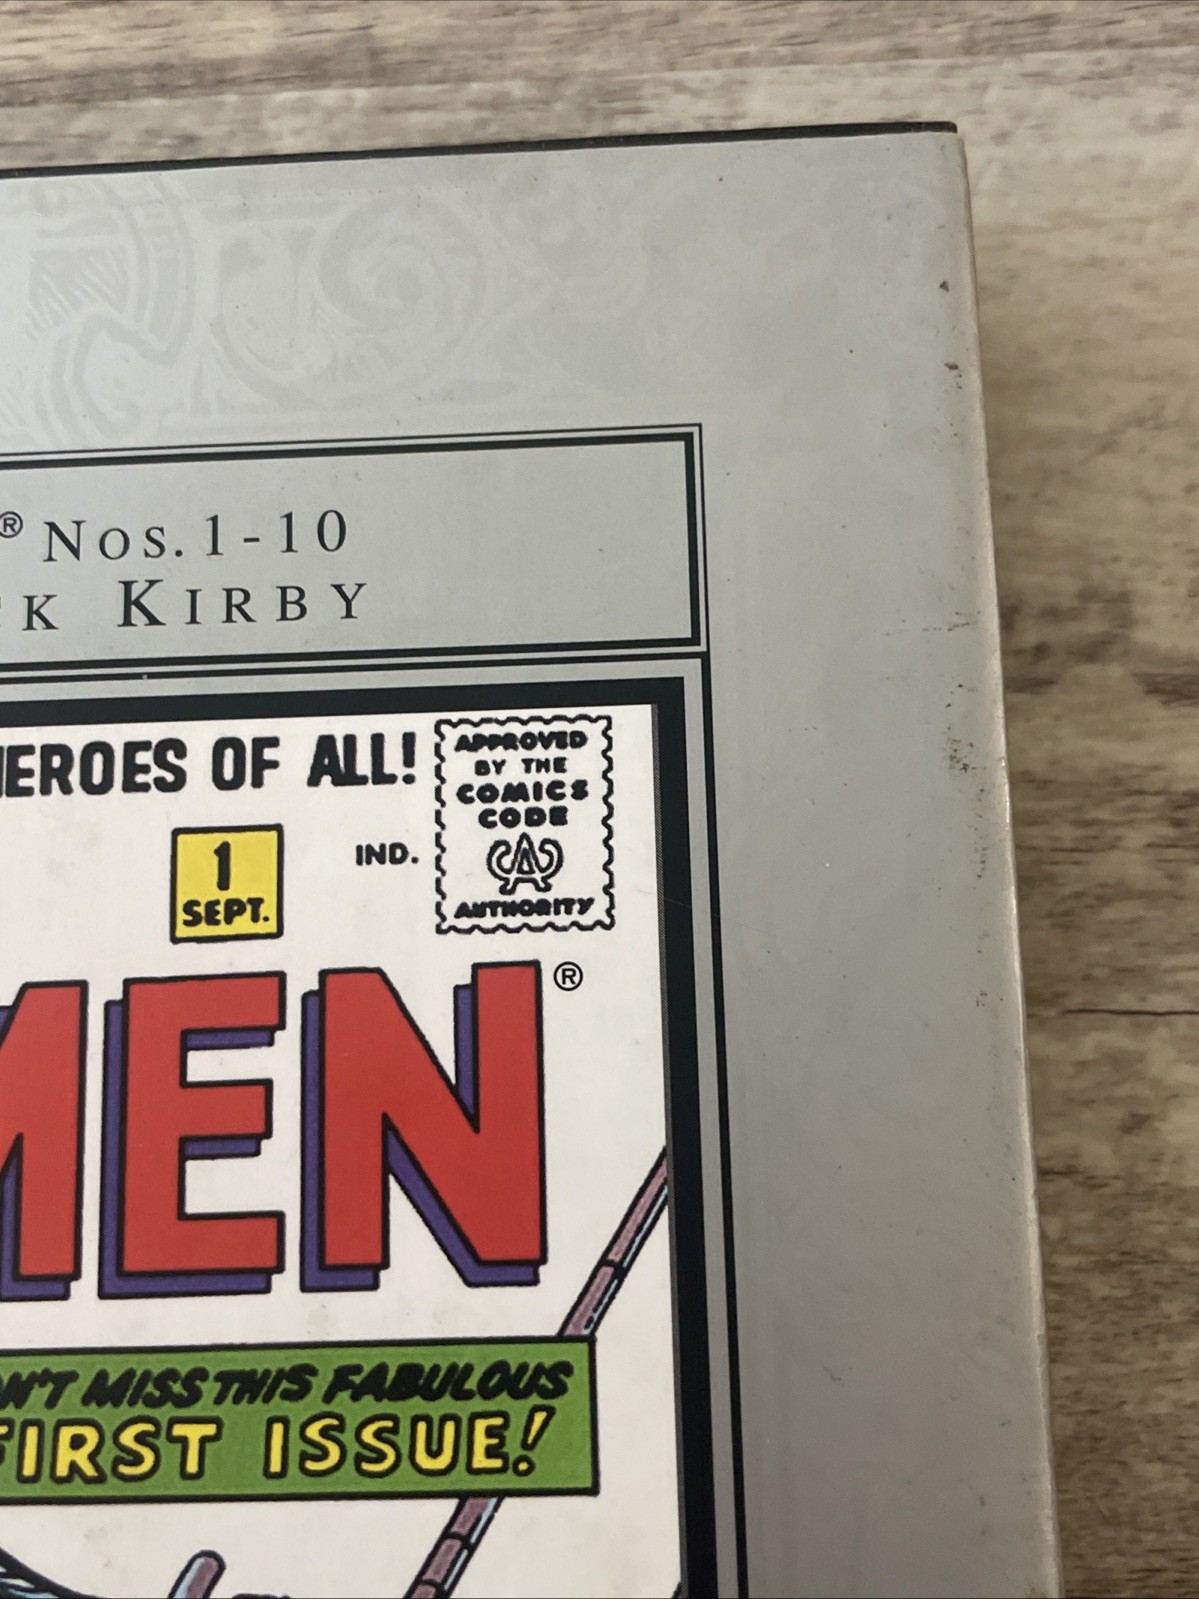 ® Nos. 1-10
K KIRBY
HEROES OF ALL!
APPROVED
BY THE
COMICS
CODE
A
AUTHORITY
IND.
1
SEPT.
MEN®
N'T MISS THIS FABULOUS
FIRST ISSUE!